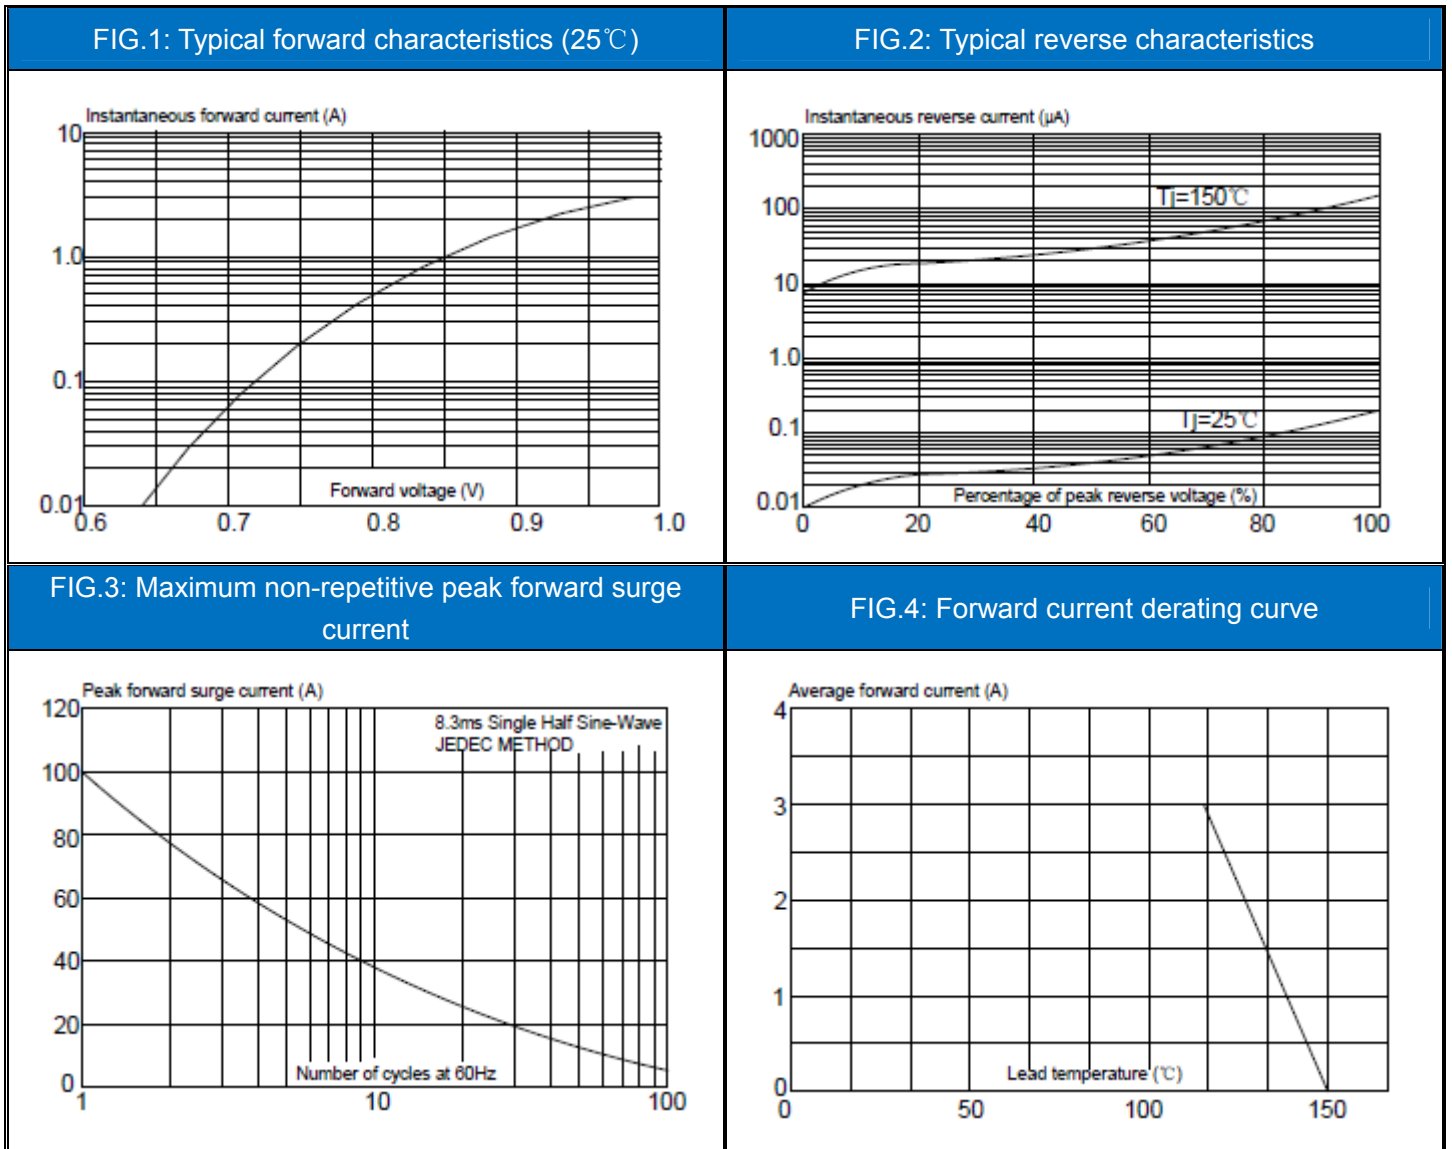 FIG.1: Typical forward characteristics (25℃)
FIG.2: Typical reverse characteristics
Instantaneous forward current (A)
10
1.0
0.1
0.01
Forward voltage (V)
0.6 0.7 0.8 0.9 1.0
Instantaneous reverse current (μA)
1000
100
10
1.0
0.1
0.01
Tj=150℃
Tj=25℃
Percentage of peak reverse voltage (%)
0 20 40 60 80 100
FIG.3: Maximum non-repetitive peak forward surge
current
FIG.4: Forward current derating curve
Peak forward surge current (A)
120
100
80
60
40
20
0
8.3ms Single Half Sine-Wave
JEDEC METHOD
Number of cycles at 60Hz
1 10 100
Average forward current (A)
4
3
2
1
0
Lead temperature (℃)
0 50 100 150